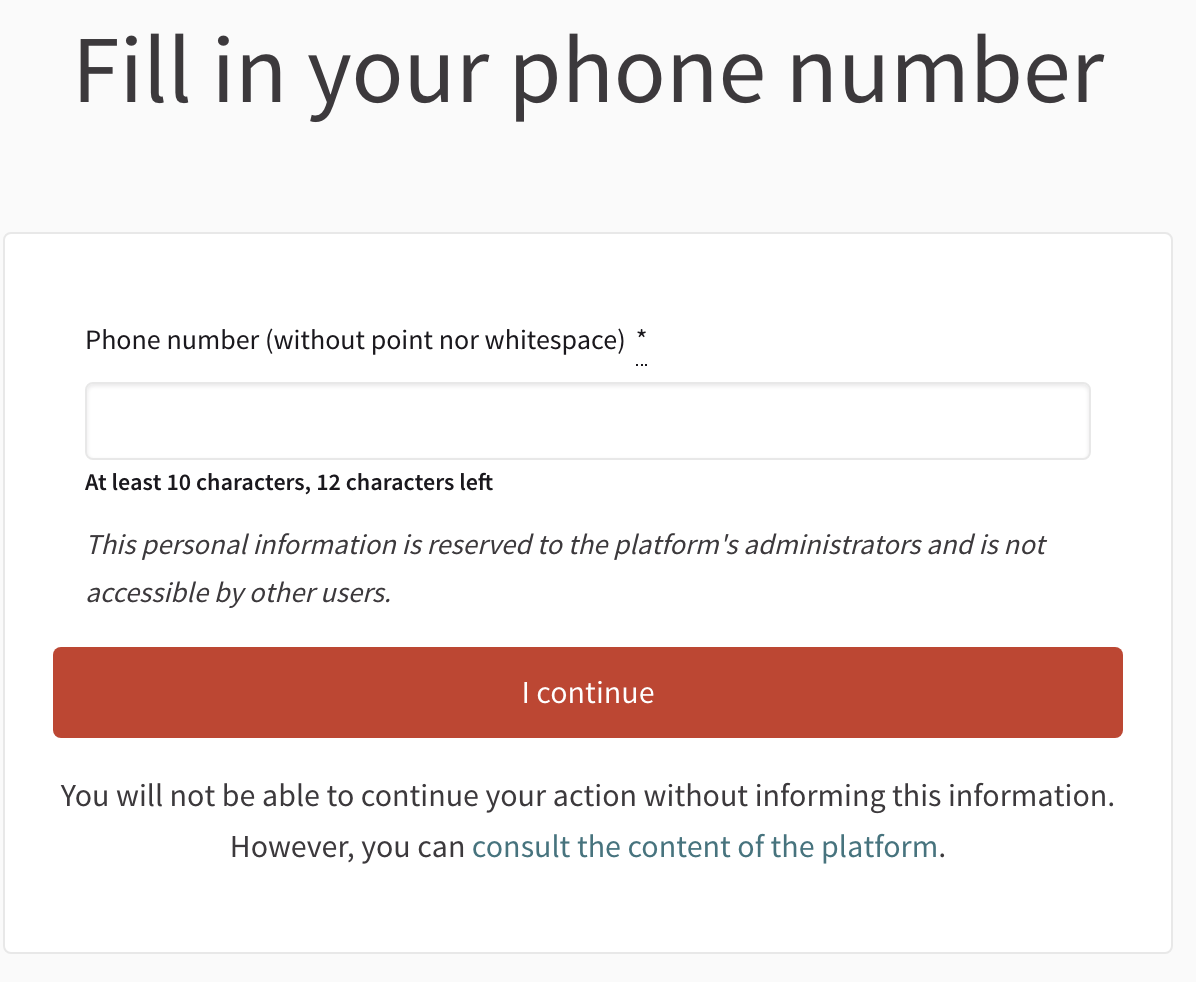 Fill in your phone number
Phone number (without point nor whitespace) *
At least 10 characters, 12 characters left
This personal information is reserved to the platform's administrators and is not
accessible by other users.
I continue
You will not be able to continue your action without informing this information.
However, you can consult the content of the platform.